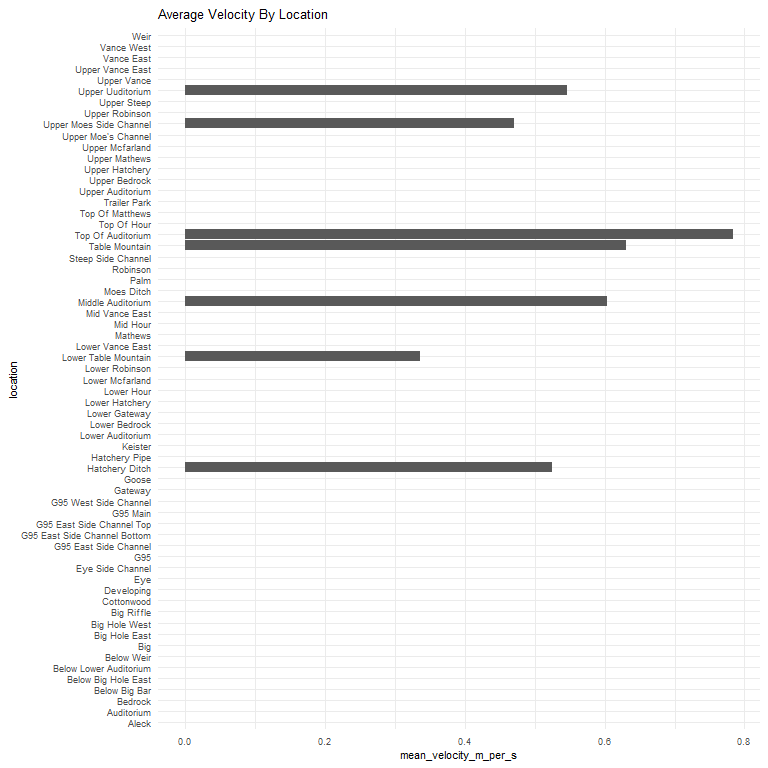 Average Velocity By Location
Weir
Vance West
Vance East
Upper Vance East
Upper Vance
Upper Uuditorium
Upper Steep
Upper Robinson
Upper Moes Side Channel
Upper Moe's Channel
Upper Mcfarland
Upper Mathews
Upper Hatchery
Upper Bedrock
Upper Auditorium
Trailer Park
Top Of Matthews
Top Of Hour
Top Of Auditorium
Table Mountain
Steep Side Channel
Robinson
Palm
Moes Ditch
Middle Auditorium
Mid Vance East
Mid Hour
Mathews
Lower Vance East
Lower Table Mountain
Lower Robinson
Lower Mcfarland
Lower Hour
Lower Hatchery
Lower Gateway
Lower Bedrock
Lower Auditorium
Keister
Hatchery Pipe
Hatchery Ditch
Goose
Gateway
G95 West Side Channel
G95 Main
G95 East Side Channel Top
G95 East Side Channel Bottom
G95 East Side Channel
G95
Eye Side Channel
Eye
Developing
Cottonwood
Big Riffle
Big Hole West
Big Hole East
Big
Below Weir
Below Lower Auditorium
Below Big Hole East
Below Big Bar
Bedrock
Auditorium
Aleck
location
0.0 0.2 0.4 0.6 0.8
mean_velocity_m_per_s